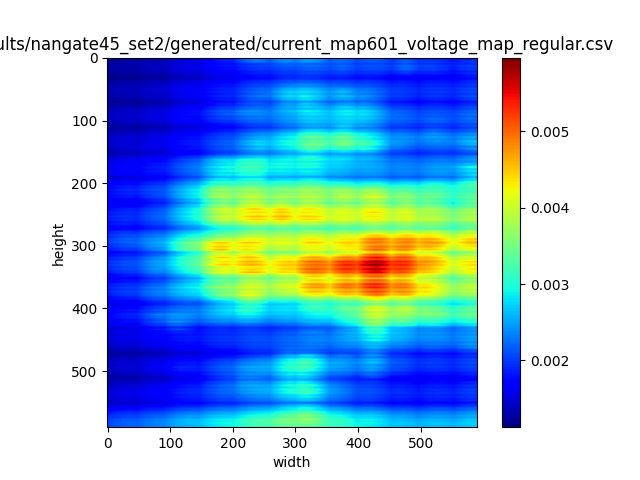 ults/nangate45_set2/generated/current_map601_voltage_map_regular.csv
0
100
200
300
400
500
height
0 100 200 300 400 500
width
0.005
0.004
0.003
0.002